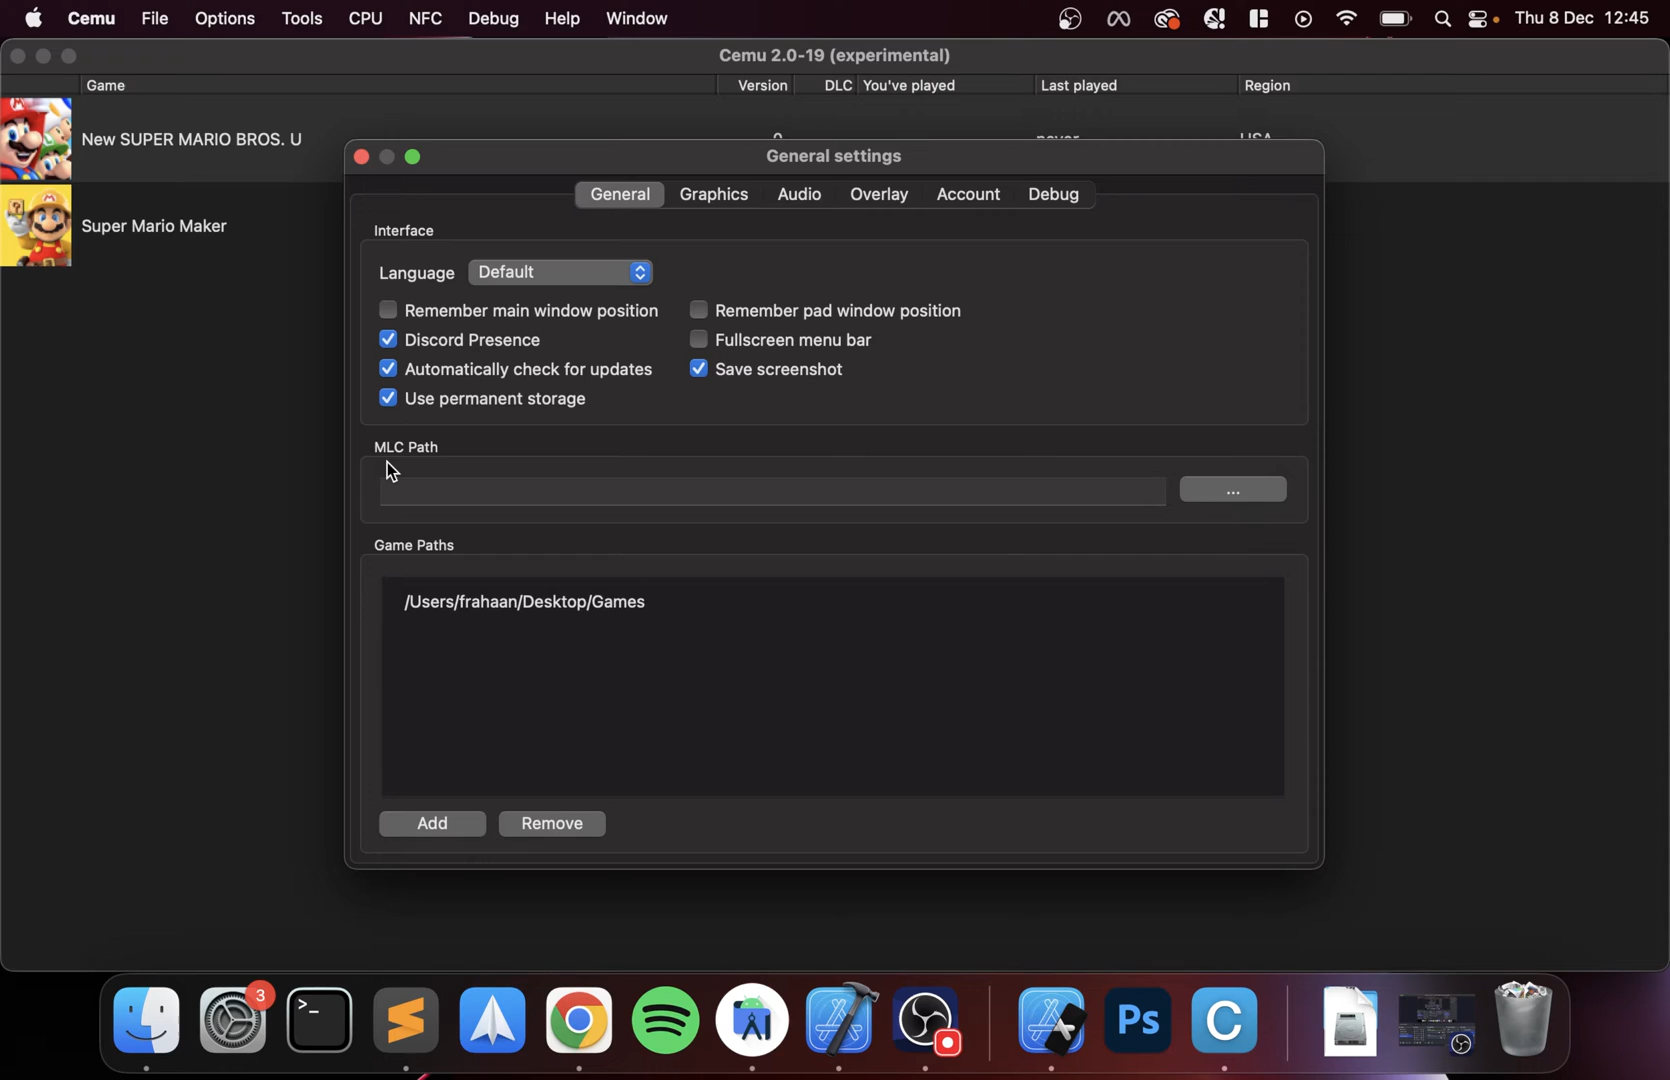 Cemu File Options Tools CPU NFC Debug Help Window Thu 8 Dec 12:45
Cemu 2.0-19 (experimental)
Game Version DLC You've played Last played Region
New SUPER MARIO BROS. U 0 never USA
Super Mario Maker
General settings
General Graphics Audio Overlay Account Debug
Interface
Language Default
Remember main window position Remember pad window position
Discord Presence Fullscreen menu bar
Automatically check for updates Save screenshot
Use permanent storage
MLC Path
...
Game Paths
/Users/frahaan/Desktop/Games
Add Remove
3
>_
Ps
C